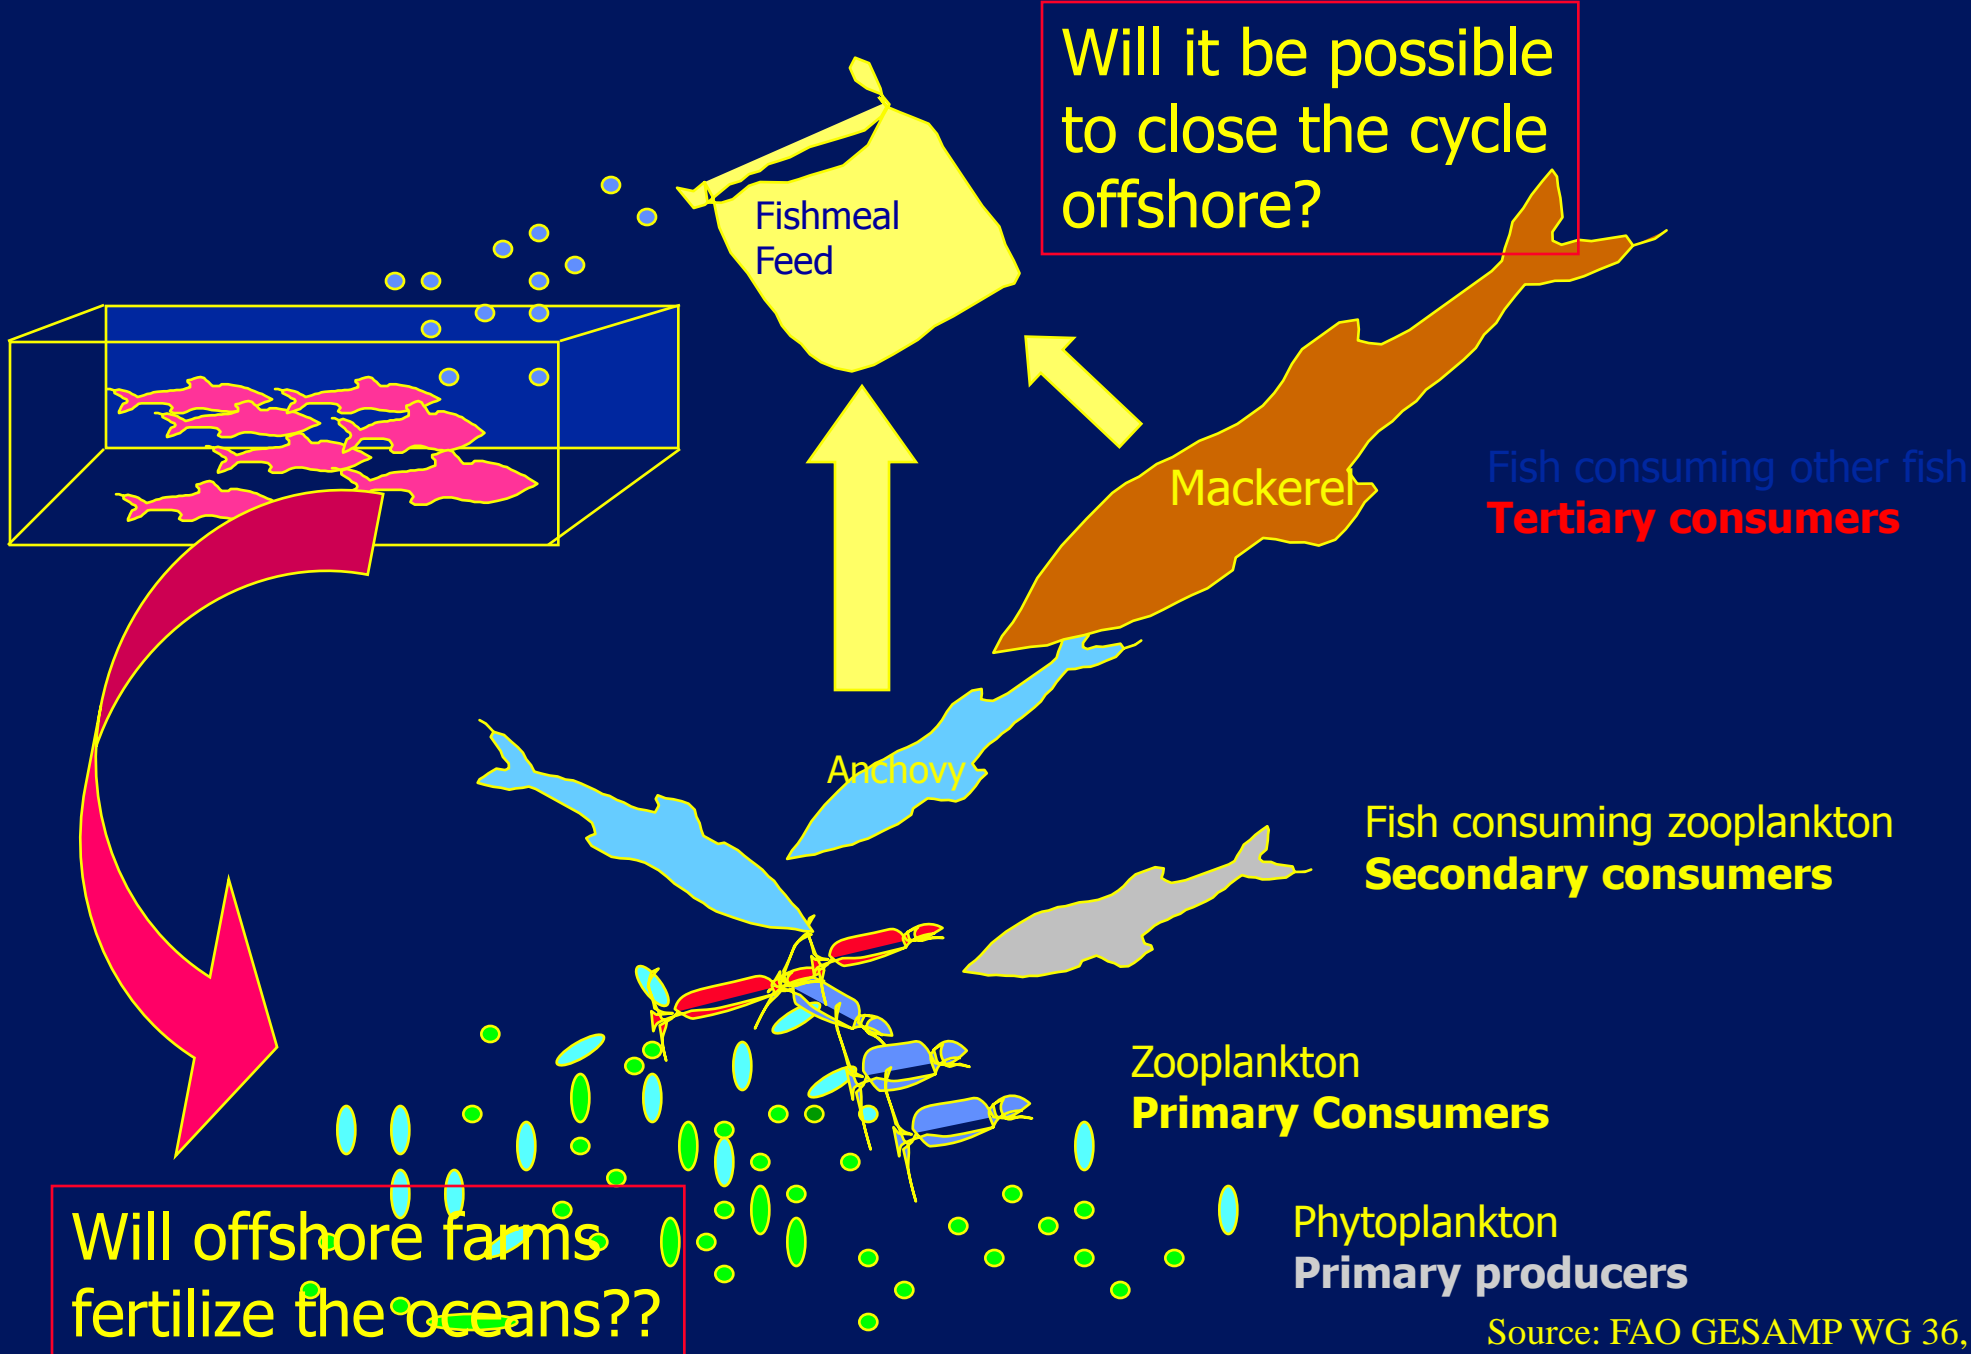 Will it be possible
to close the cycle
offshore?
Fishmeal
Feed
Mackerel
Fish consuming other fish
Tertiary consumers
Anchovy
Fish consuming zooplankton
Secondary consumers
Zooplankton
Primary Consumers
Phytoplankton
Primary producers
Will offshore farms
fertilize the oceans??
Source: FAO GESAMP WG 36,